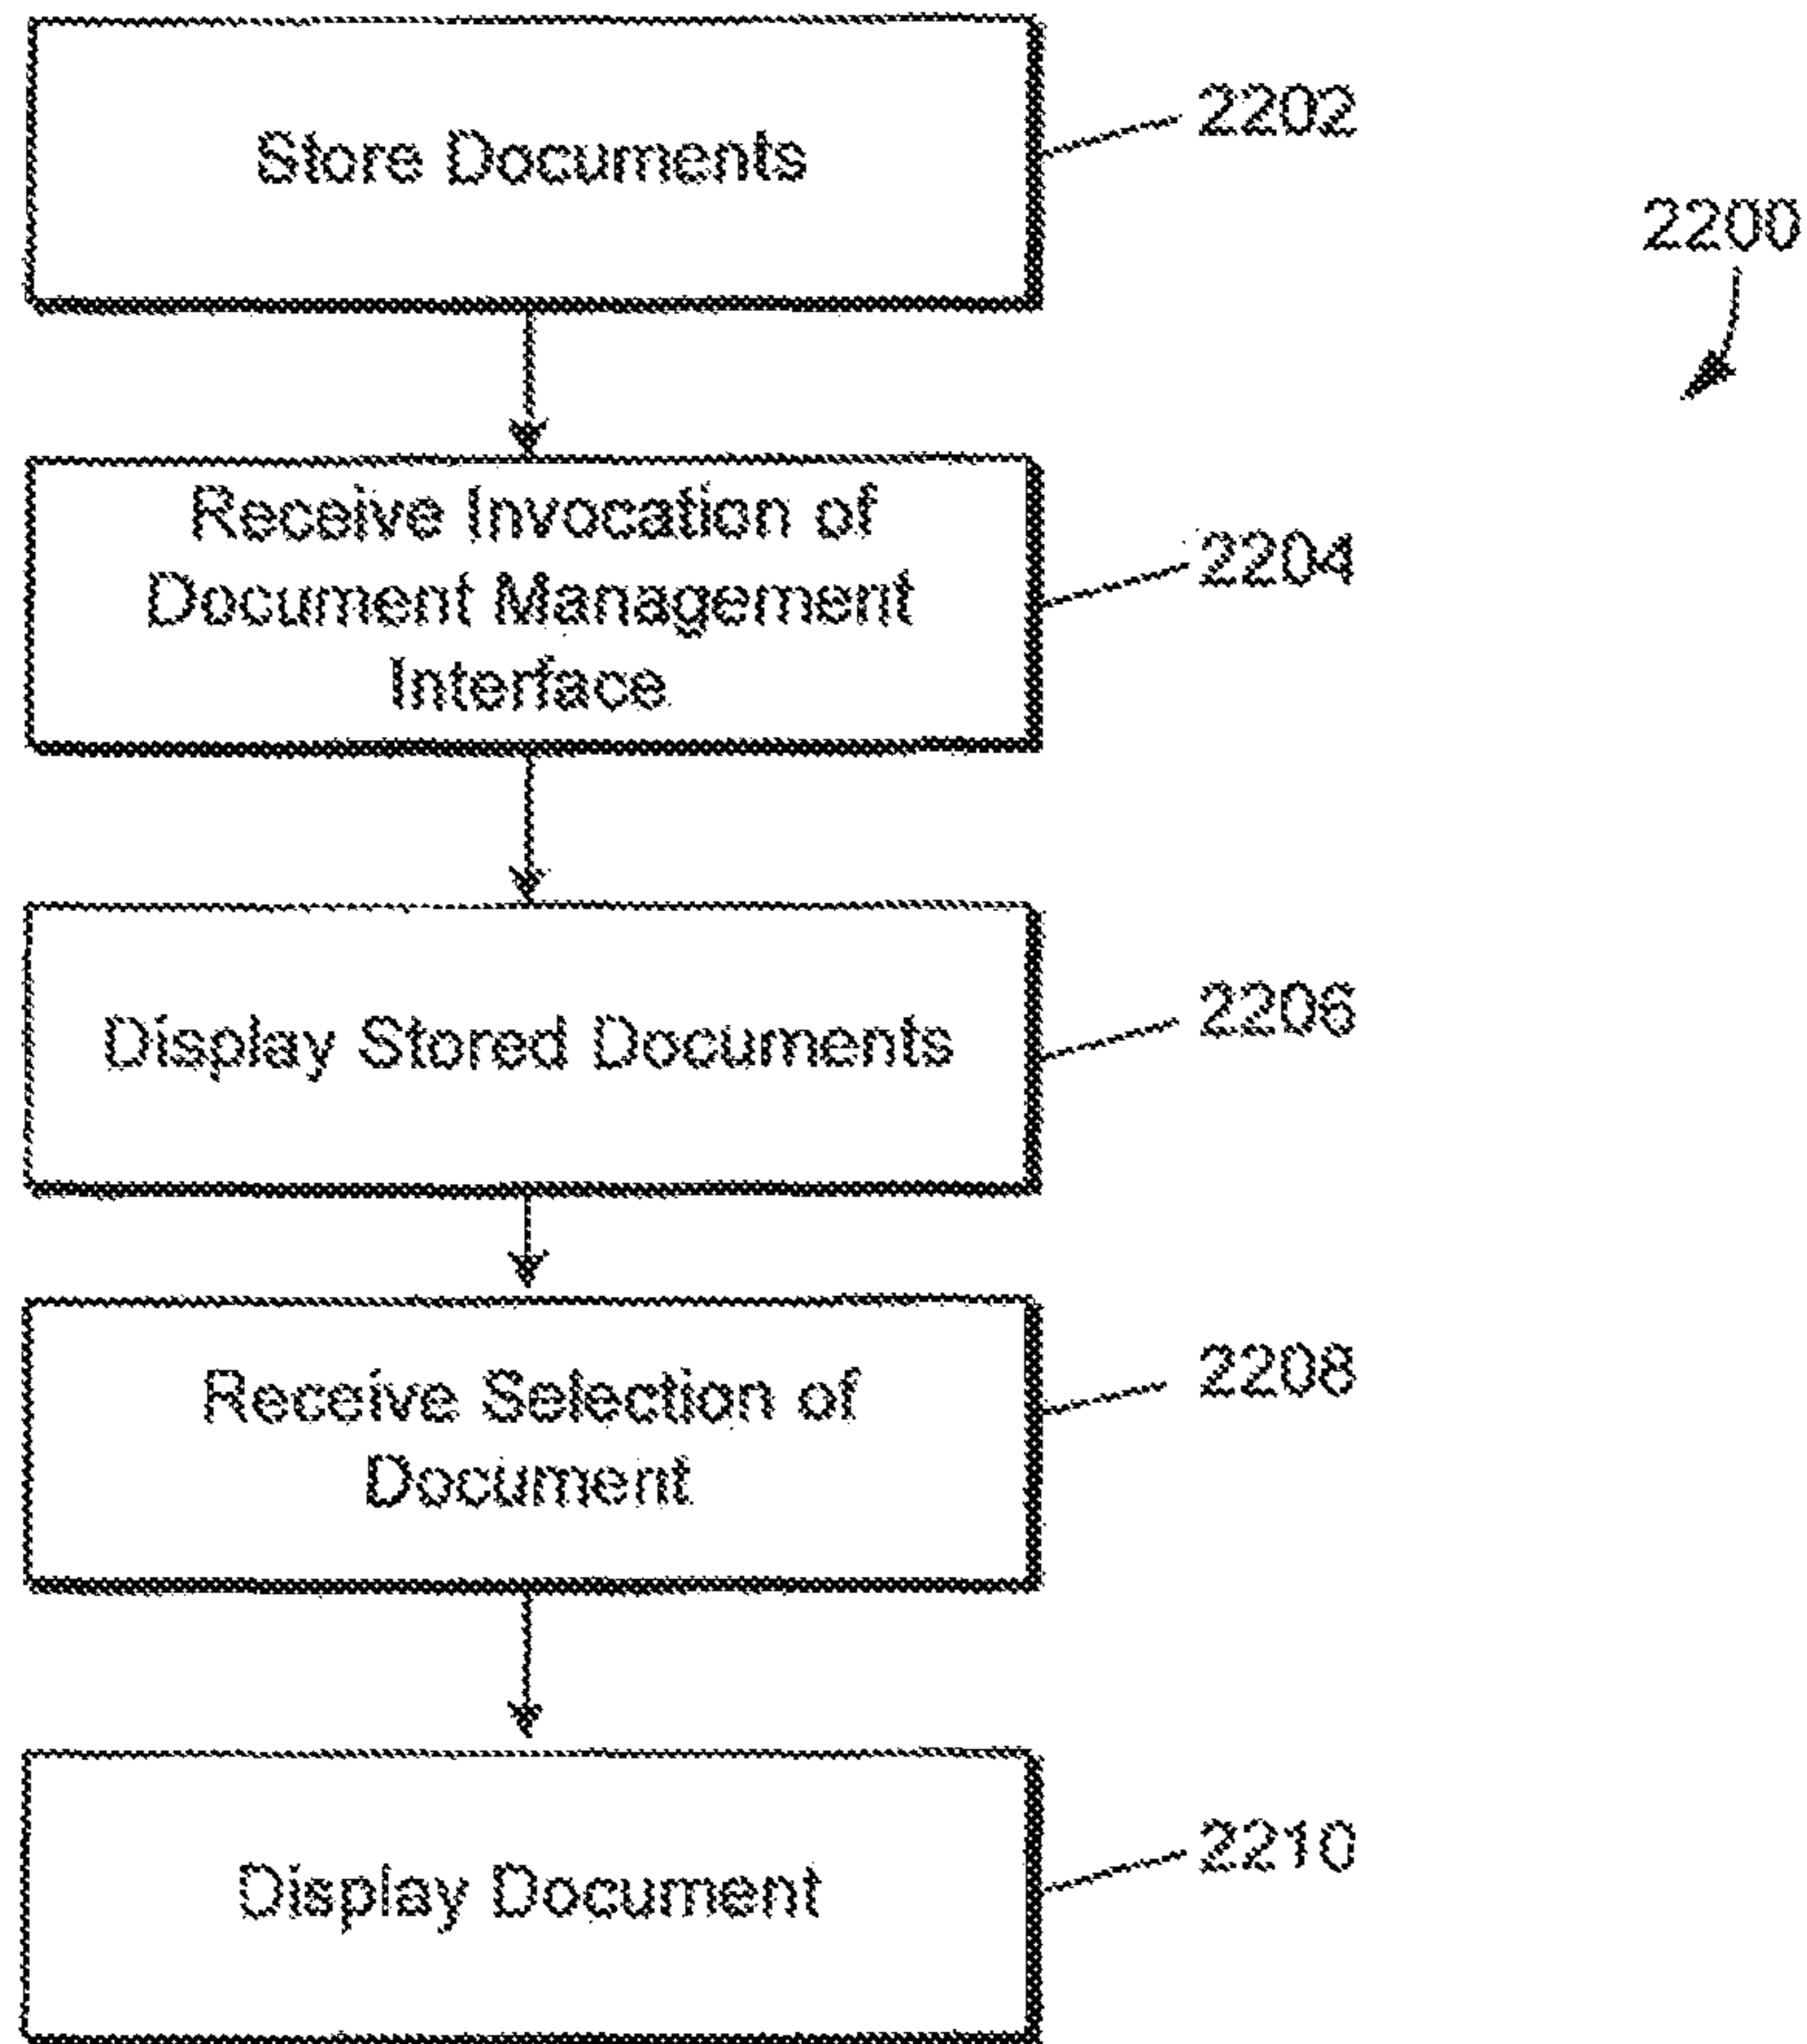 Store Documents
2202
2200
Receive Invocation of
Document Management
Interface
2204
Display Stored Documents
2206
Receive Selection of
Document
2208
Display Document
2210